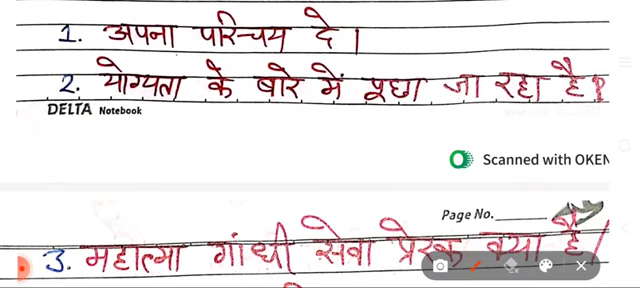 1. अपना परिचय दे।
2. योग्यता के बारे में पूछा जा रहा है?
DELTA Notebook
Scanned with OKEN
Page No.
3. महात्मा गांधी सेवा प्रेरक क्या है।